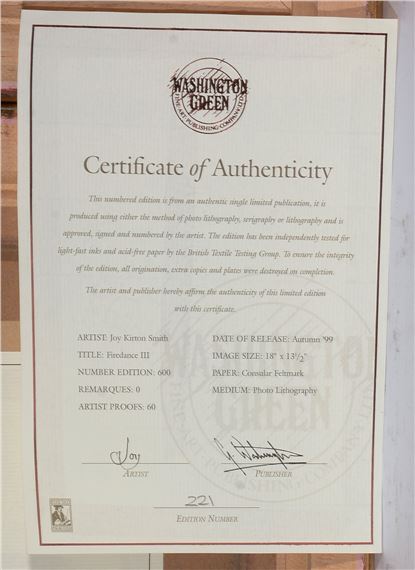 WASHINGTON
GREEN
FINE ART PUBLISHING COMPANY LTD
Certificate of Authenticity
This numbered edition is from an authentic single limited publication, it is
produced using either the method of photo lithography, serigraphy or lithography and is
approved, signed and numbered by the artist. The edition has been independently tested for
light-fast inks and acid-free paper by the British Textile Testing Group. To ensure the integrity
of the edition, all origination, extra copies and plates were destroyed on completion.
The artist and publisher hereby affirm the authenticity of this limited edition
with this certificate.
ARTIST: Joy Kirton Smith
TITLE: Firedance III
NUMBER EDITION: 600
REMARQUES: 0
ARTIST PROOFS: 60
DATE OF RELEASE: Autumn '99
IMAGE SIZE: 18" x 13½"
PAPER: Consular Feltmark
MEDIUM: Photo Lithography
Joy
ARTIST
PUBLISHER
221
EDITION NUMBER